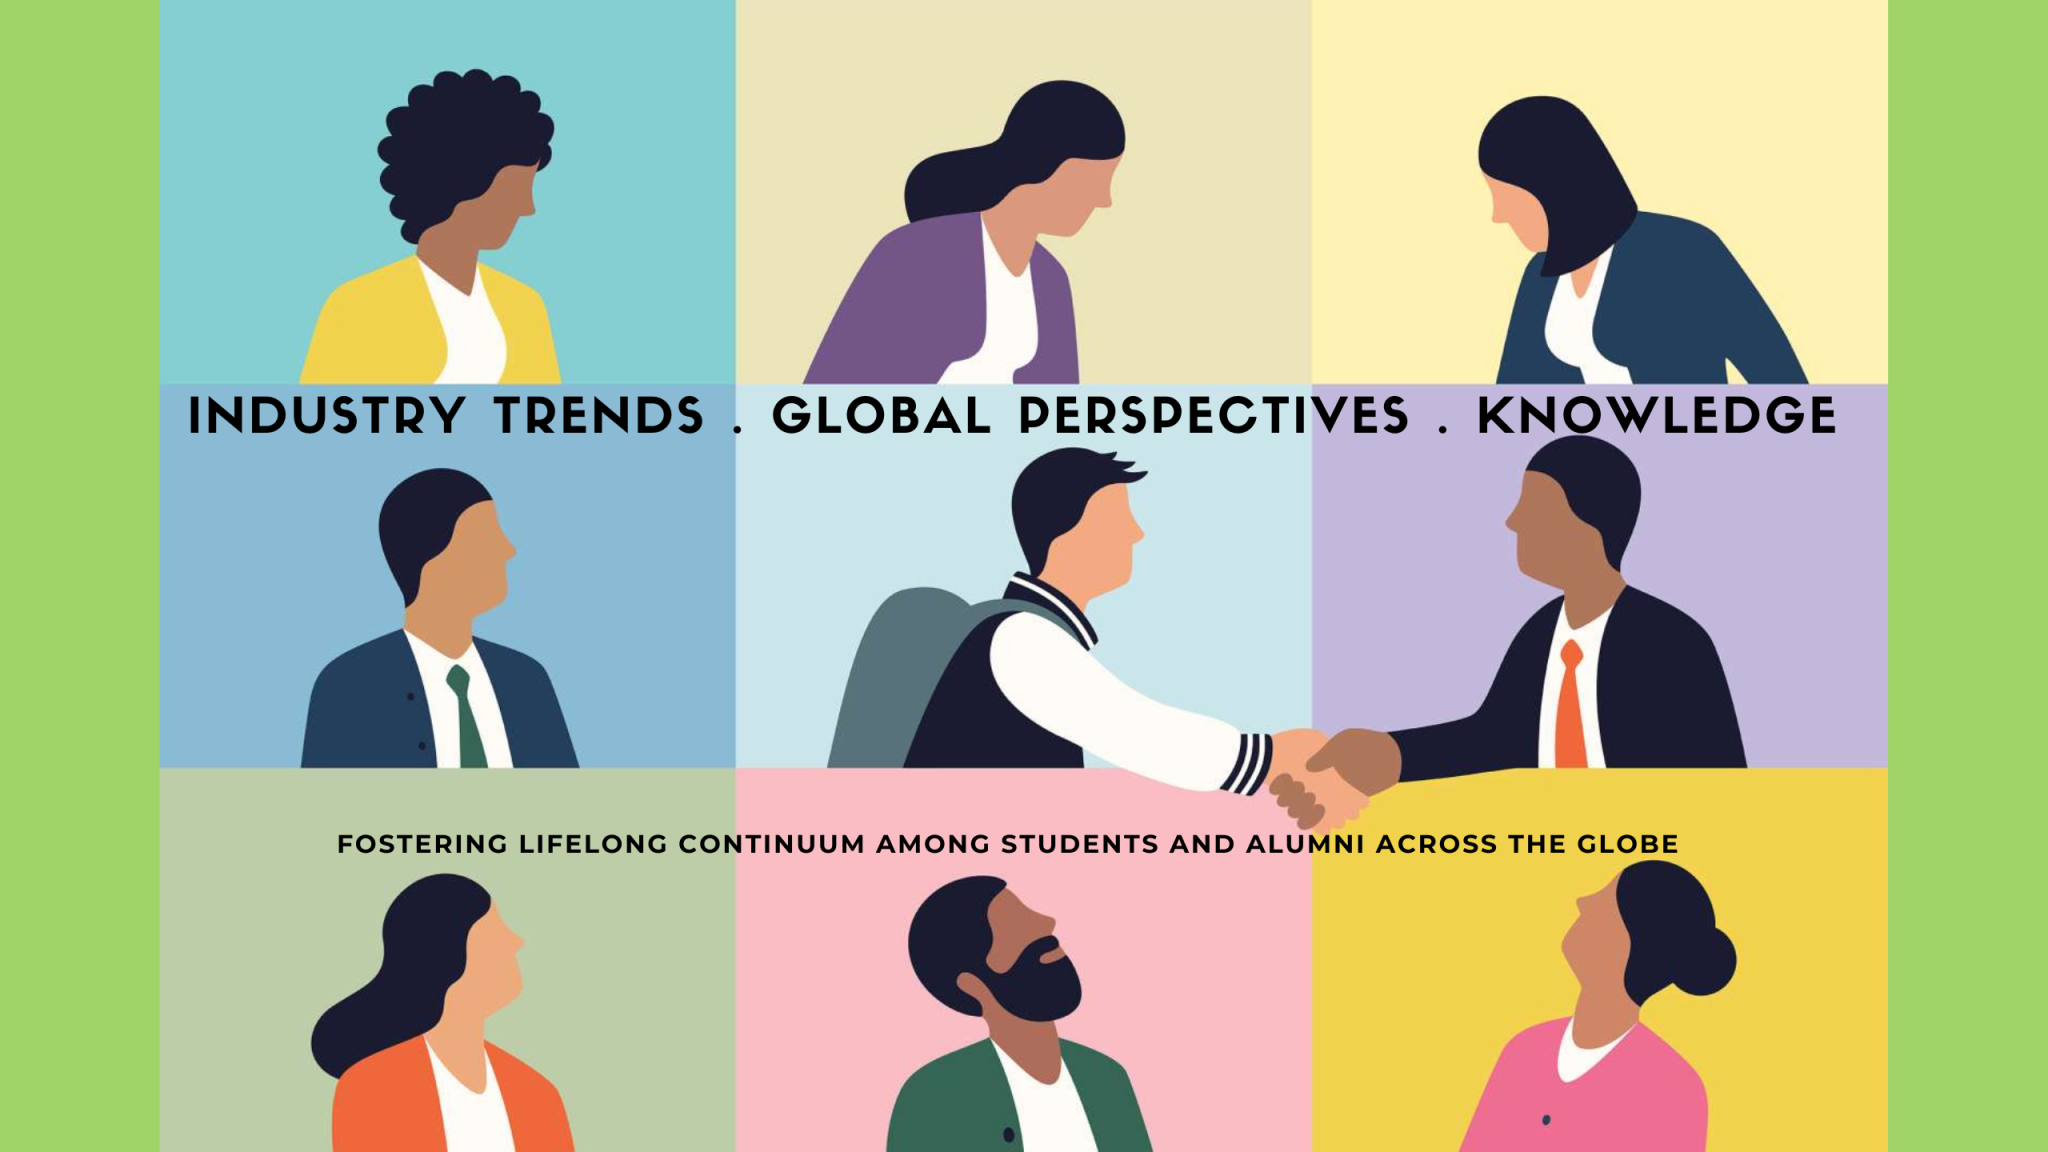 INDUSTRY TRENDS . GLOBAL PERSPECTIVES . KNOWLEDGE
FOSTERING LIFELONG CONTINUUM AMONG STUDENTS AND ALUMNI ACROSS THE GLOBE